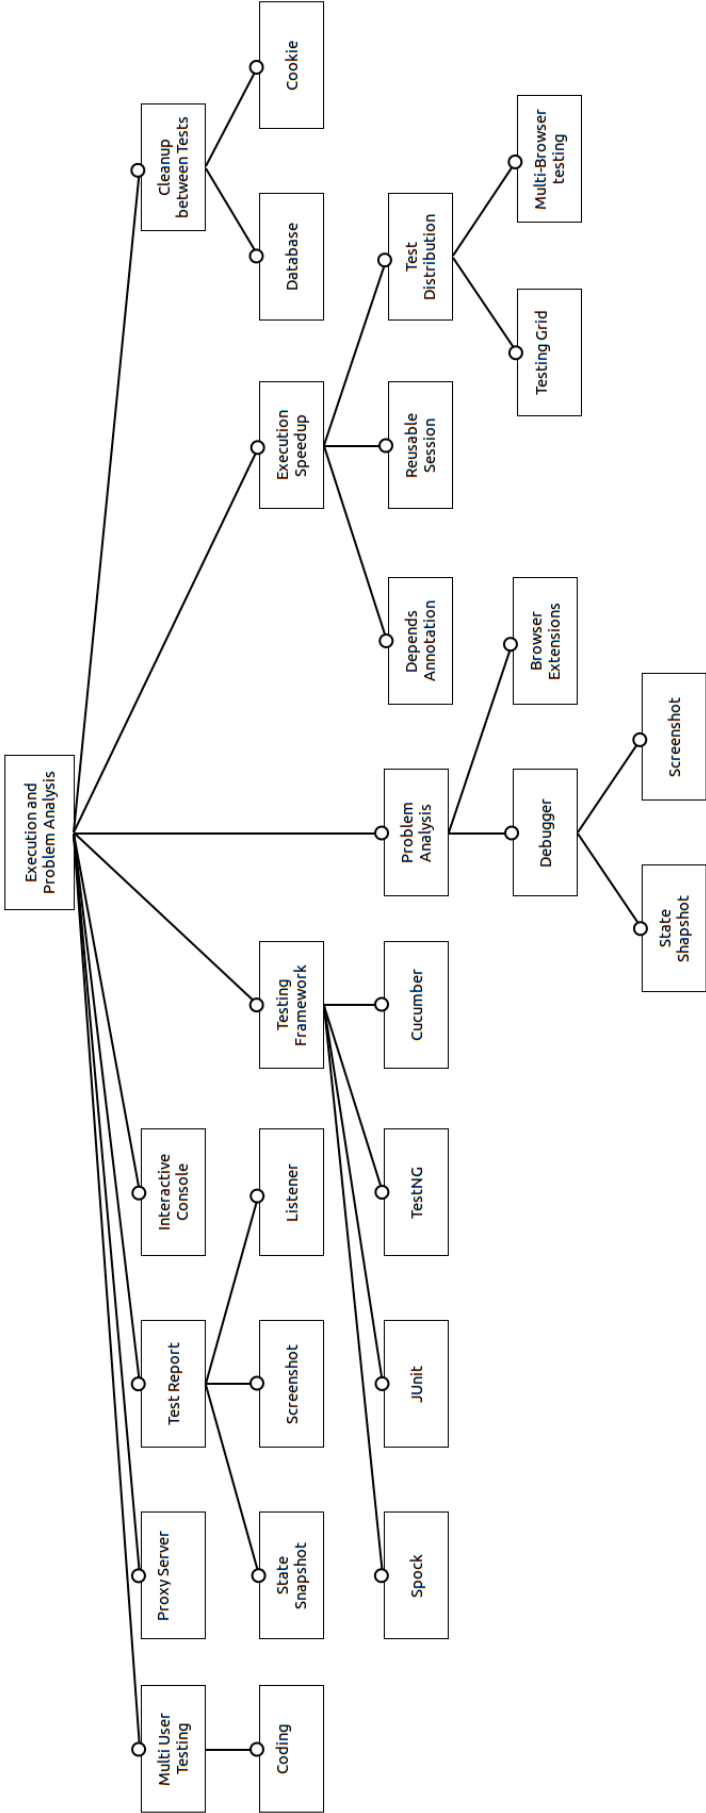 Execution and
Problem Analysis
Multi User
Testing
Proxy Server
Test Report
Interactive
Console
Cleanup
between Tests
Coding
State
Snapshot
Screenshot
Listener
Testing
Framework
Execution
Speedup
Database
Cookie
Spock
JUnit
TestNG
Cucumber
Problem
Analysis
Depends
Annotation
Reusable
Session
Test
Distribution
Debugger
Browser
Extensions
Testing Grid
Multi-Browser
testing
State
Shapshot
Screenshot